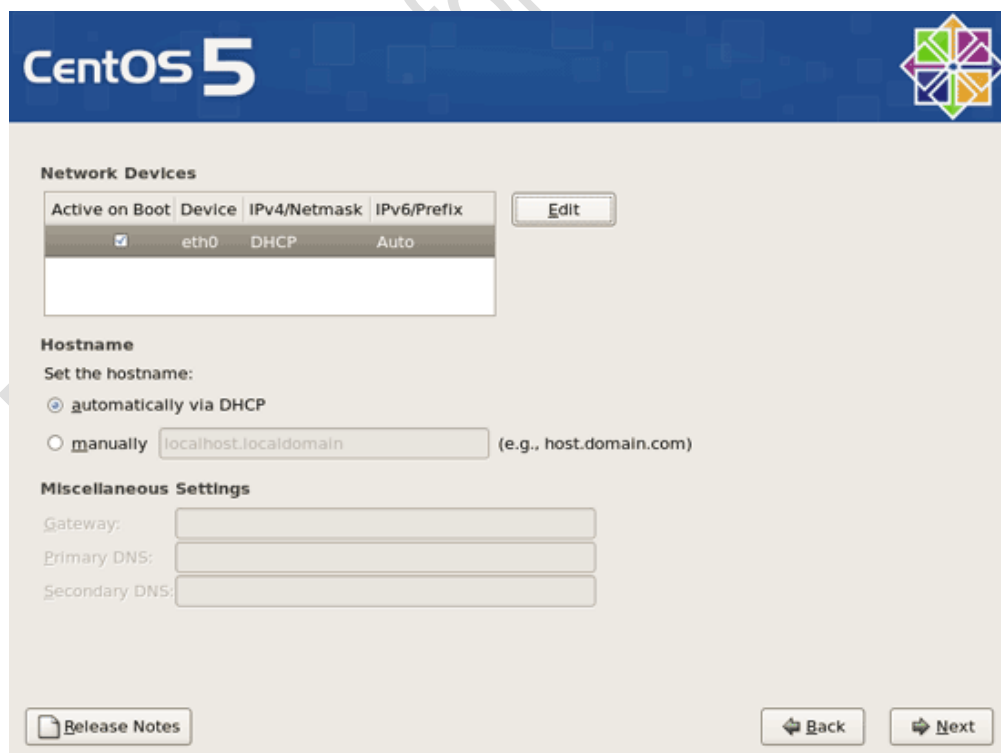 CentOS 5
Network Devices
Active on Boot Device IPv4/Netmask IPv6/Prefix
Edit
eth0 DHCP Auto
Hostname
Set the hostname:
automatically via DHCP
manually localhost.localdomain (e.g., host.domain.com)
Miscellaneous Settings
Gateway:
Primary DNS:
Secondary DNS:
Release Notes
Back
Next